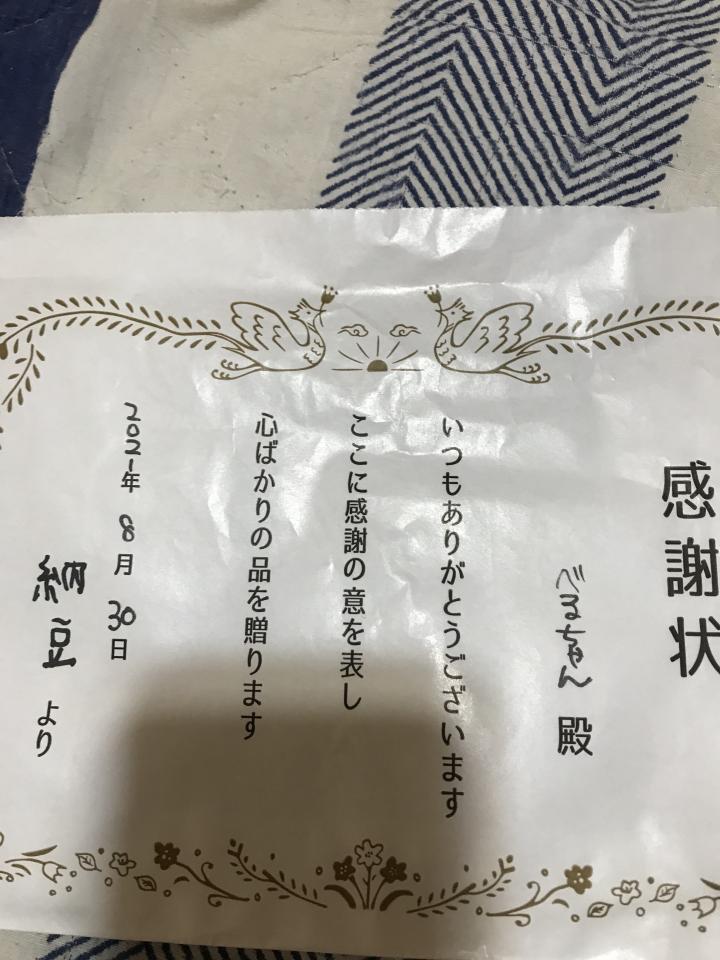 感謝状
べるちゃん 殿
いつもありがとうございます
ここに感謝の意を表し
心ばかりの品を贈ります
2021年 8月 30日
納豆 より